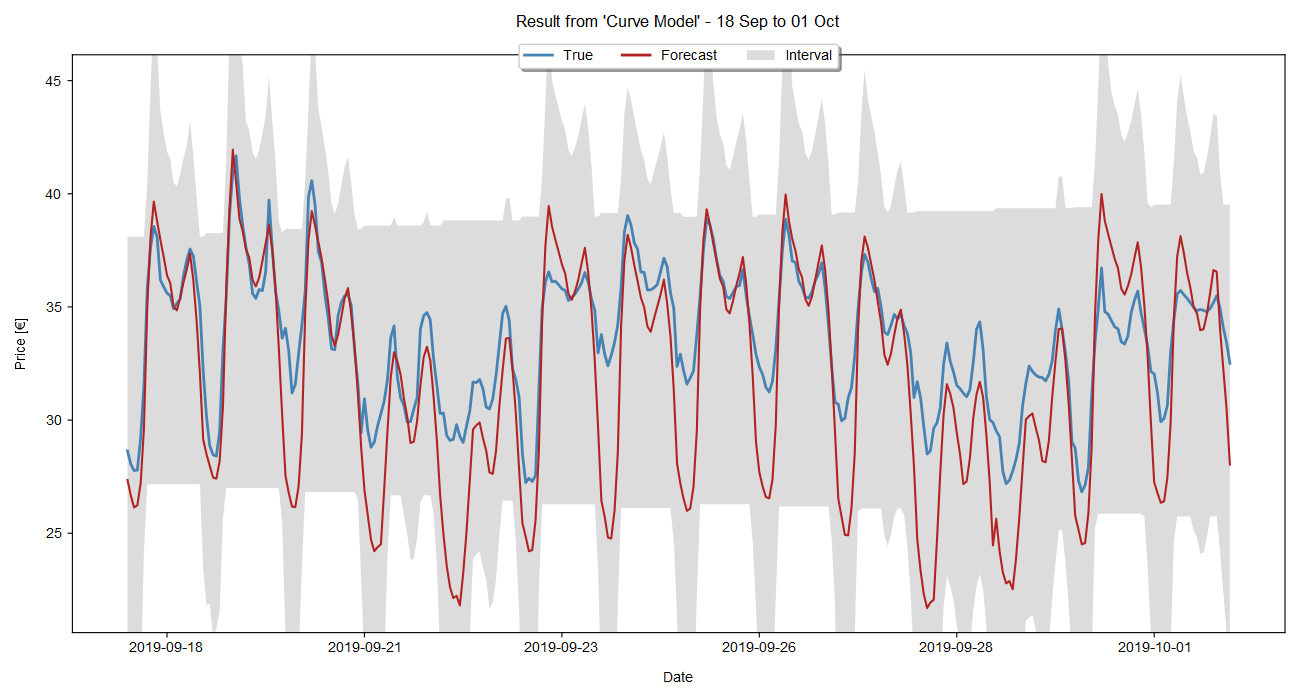 Result from 'Curve Model' - 18 Sep to 01 Oct
True Forecast Interval
45
40
35
30
25
Price [€]
2019-09-18 2019-09-21 2019-09-23 2019-09-26 2019-09-28 2019-10-01
Date